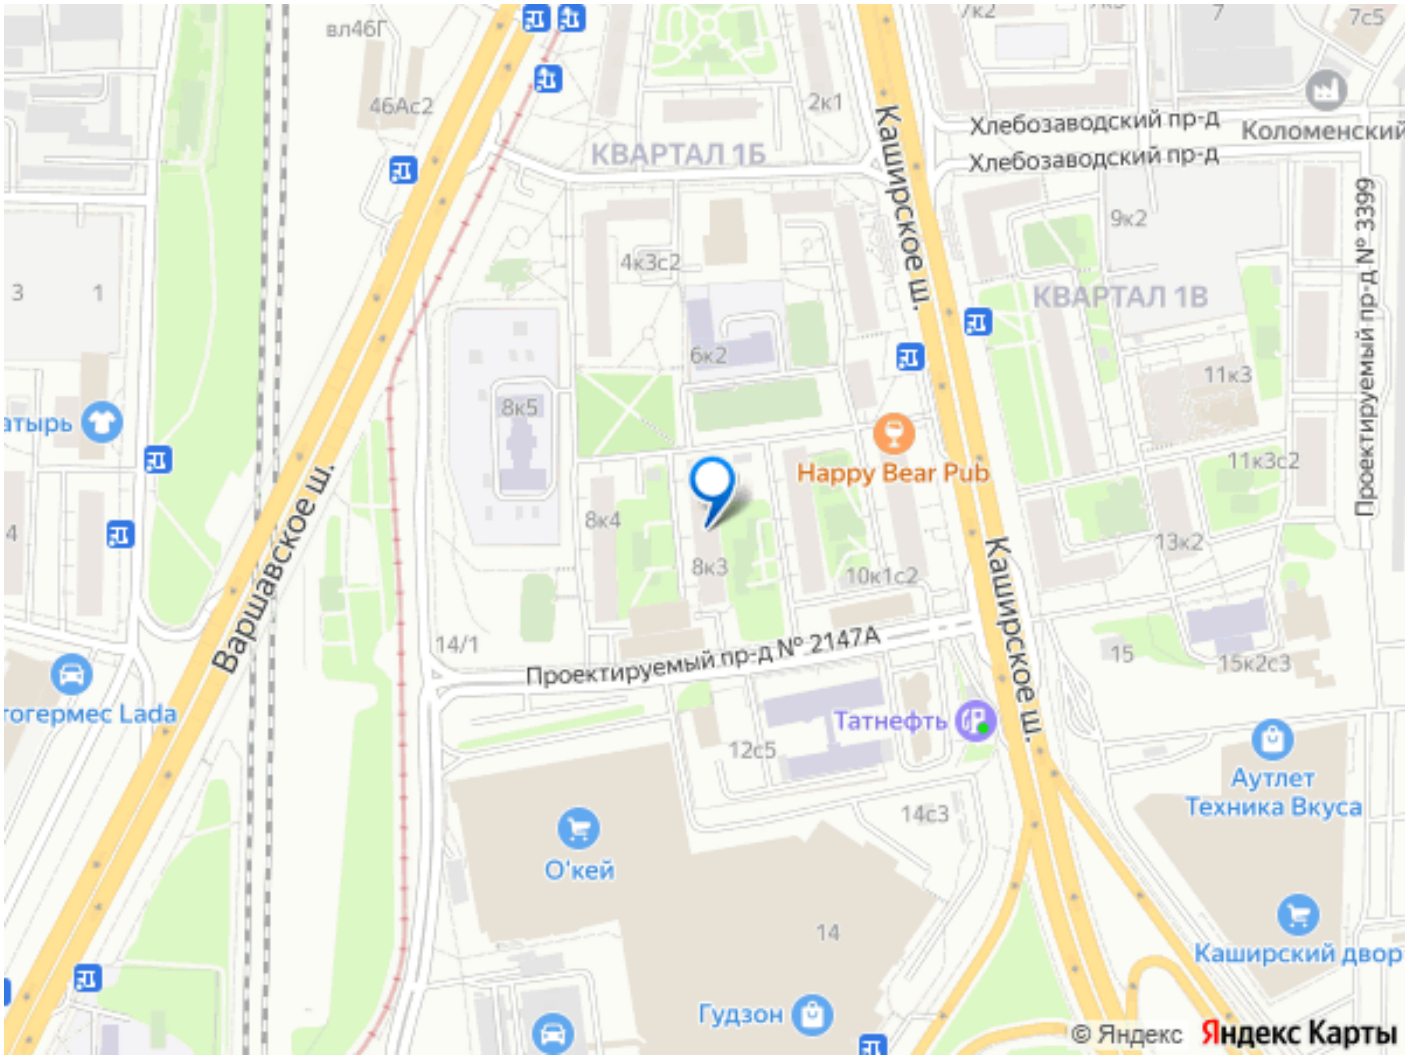 вл46Г
/к2
7
7с5
46Ас2
2к1
Хлебозаводский пр-д
Коломенский
КВАРТАЛ 1Б
Хлебозаводский пр-д
Каширское ш.
9к2
Проектируемый пр-д № 3399
4к3с2
3
1
КВАРТАЛ 1В
6к2
11к3
8к5
атырь
Happy Bear Pub
11к3с2
Варшавское ш.
8к4
4
13к2
8к3
10к1с2
Каширское ш.
14/1
Проектируемый пр-д № 2147А
15
15к2с3
тогермес Lada
Татнефть
12с5
Аутлет
Техника Вкуса
14с3
О'кей
14
Каширский двор
Гудзон
© Яндекс Яндекс Карты